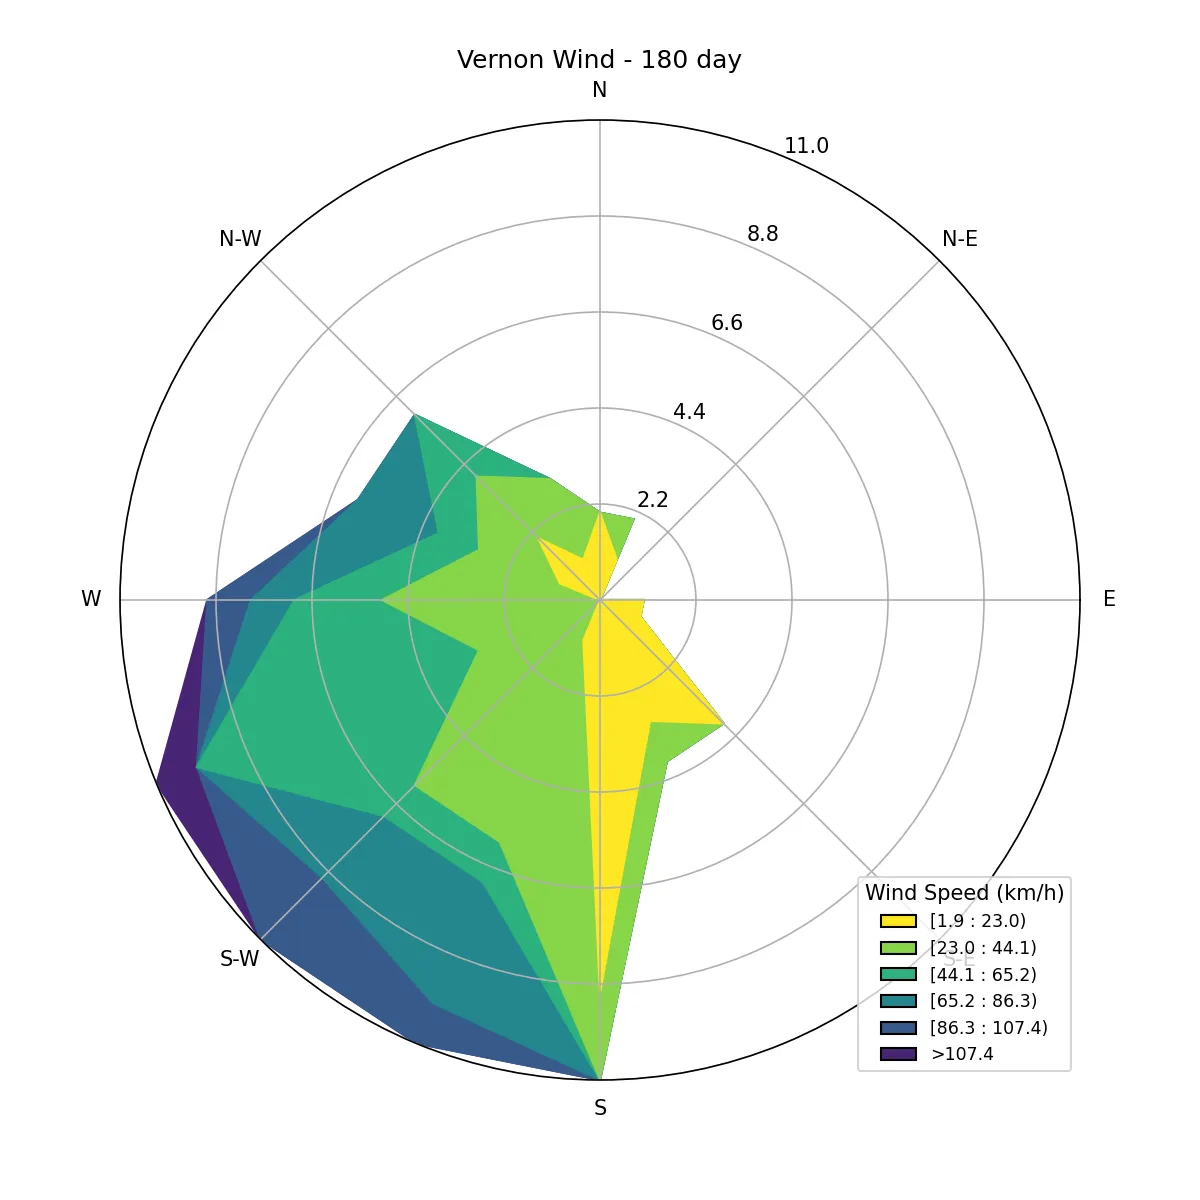 Vernon Wind - 180 day
N
11.0
N-W
N-E
8.8
6.6
4.4
2.2
W
E
S-W
S-E
S
Wind Speed (km/h)
[1.9 : 23.0)
[23.0 : 44.1)
[44.1 : 65.2)
[65.2 : 86.3)
[86.3 : 107.4)
>107.4